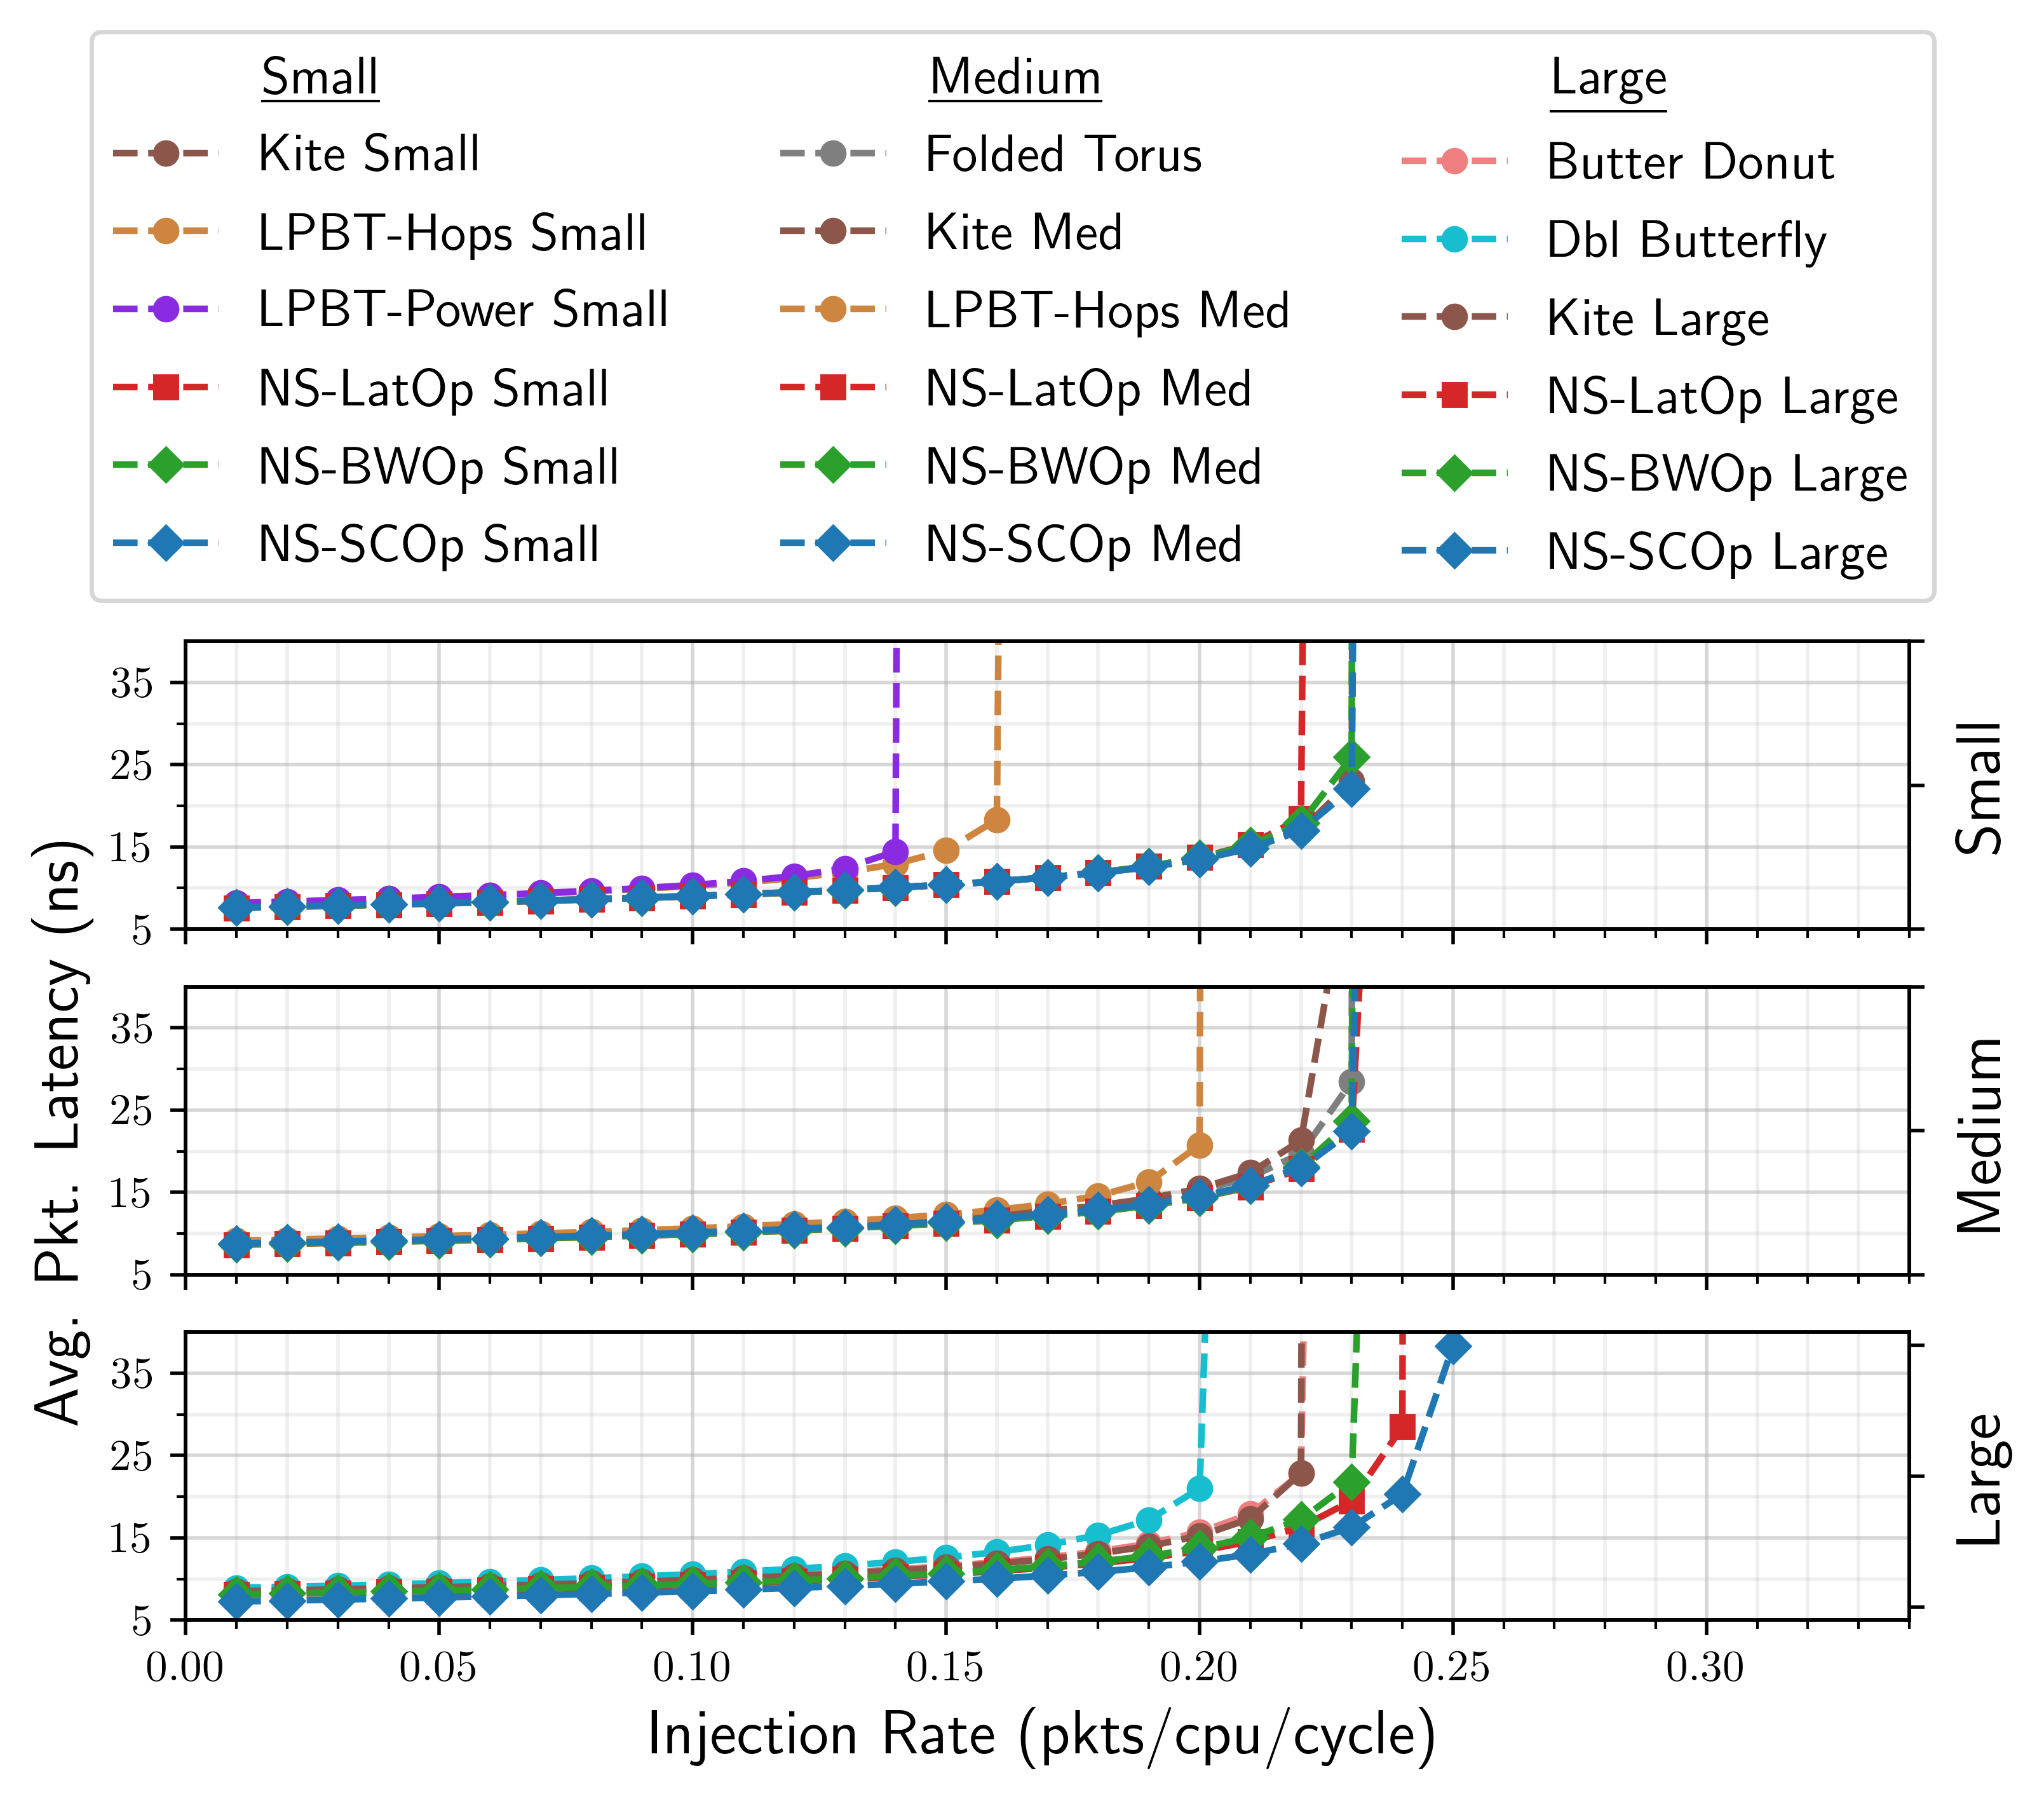 Small
Kite Small
LPBT-Hops Small
LPBT-Power Small
NS-LatOp Small
NS-BWOp Small
NS-SCOp Small
Medium
Folded Torus
Kite Med
LPBT-Hops Med
NS-LatOp Med
NS-BWOp Med
NS-SCOp Med
Large
Butter Donut
Dbl Butterfly
Kite Large
NS-LatOp Large
NS-BWOp Large
NS-SCOp Large
Avg. Pkt. Latency (ns)
35
25
15
5
Small
35
25
15
5
Medium
35
25
15
5
Large
0.00 0.05 0.10 0.15 0.20 0.25 0.30
Injection Rate (pkts/cpu/cycle)